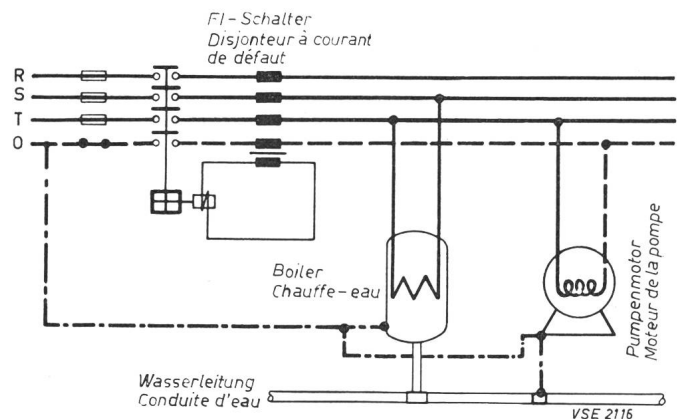 FI-Schalter
Disjonteur à courant
de défaut
R
S
T
O
Boiler
Chauffe-eau
Pumpenmotor
Moteur de la pompe
Wasserleitung
Conduite d'eau
VSE 2116